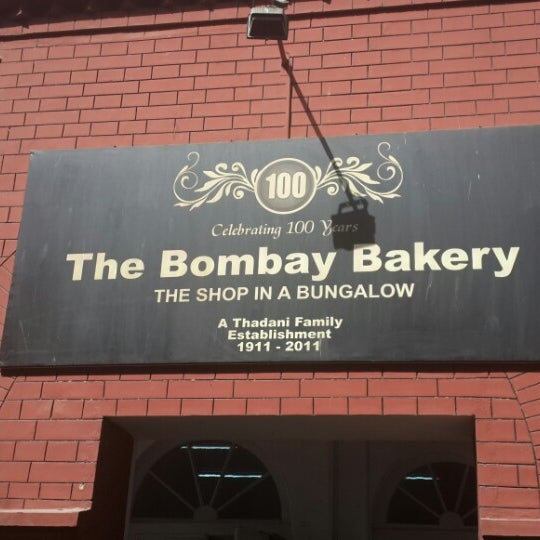 100
Celebrating 100 Years
The Bombay Bakery
THE SHOP IN A BUNGALOW
A Thadani Family
Establishment
1911 - 2011